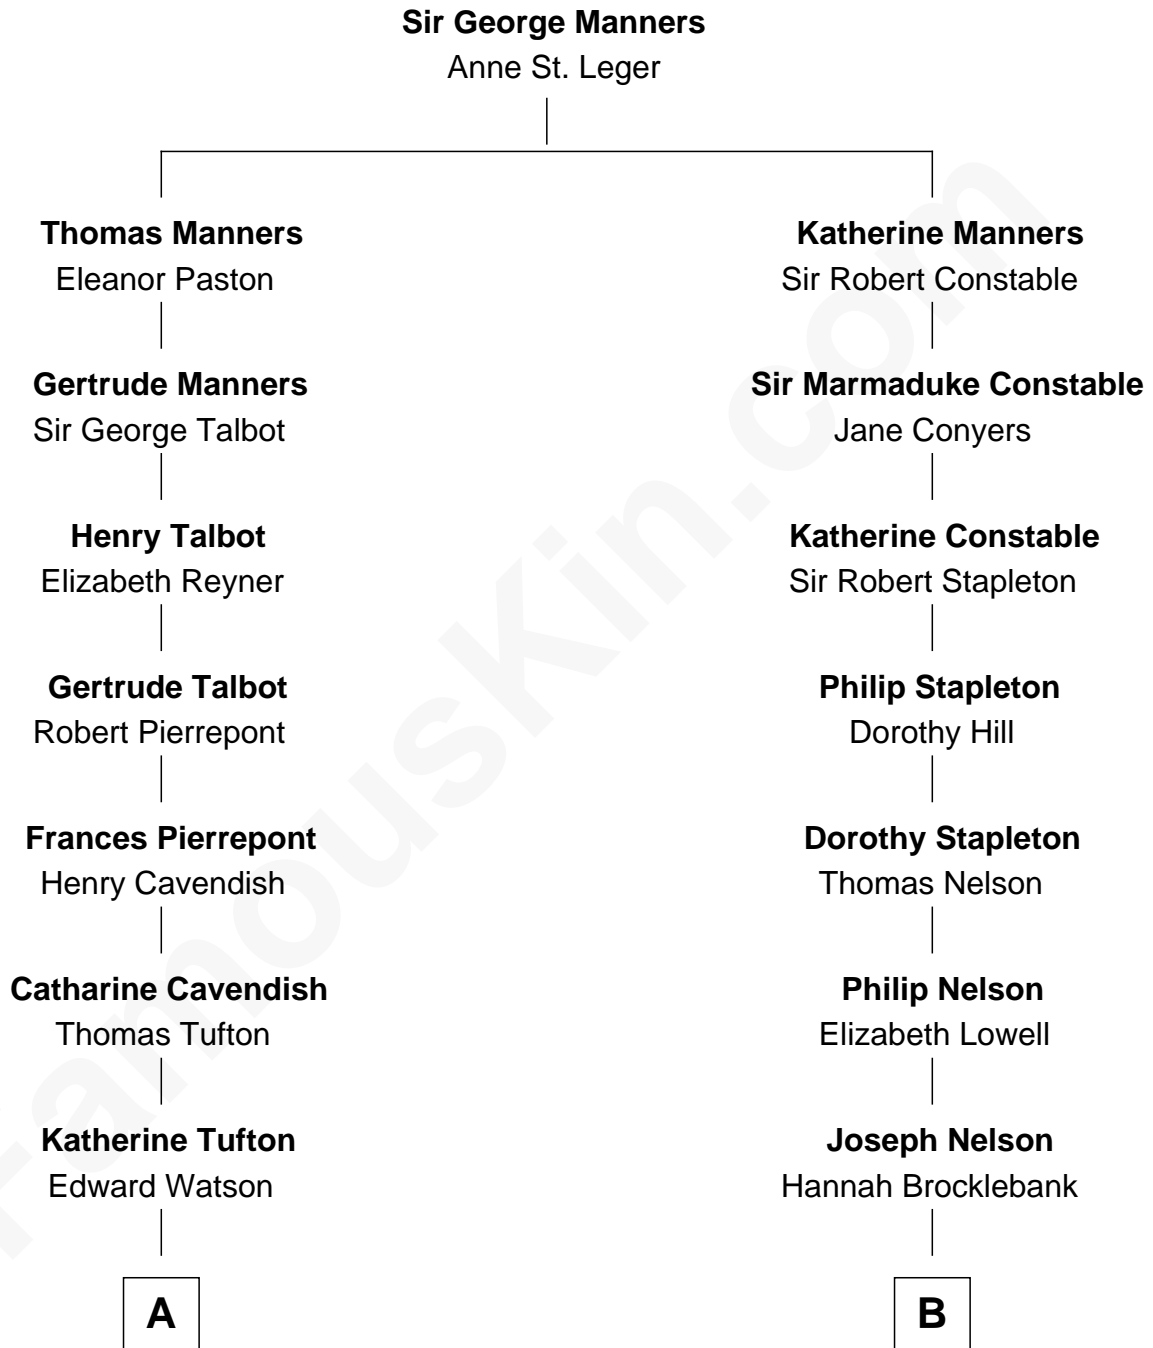 Sir George Manners
Anne St. Leger
Thomas Manners
Eleanor Paston
Katherine Manners
Sir Robert Constable
Gertrude Manners
Sir George Talbot
Sir Marmaduke Constable
Jane Conyers
Henry Talbot
Elizabeth Reyner
Katherine Constable
Sir Robert Stapleton
Gertrude Talbot
Robert Pierrepont
Philip Stapleton
Dorothy Hill
Frances Pierrepont
Henry Cavendish
Dorothy Stapleton
Thomas Nelson
Catharine Cavendish
Thomas Tufton
Philip Nelson
Elizabeth Lowell
Katherine Tufton
Edward Watson
Joseph Nelson
Hannah Brocklebank
A
B
FamousKin.com